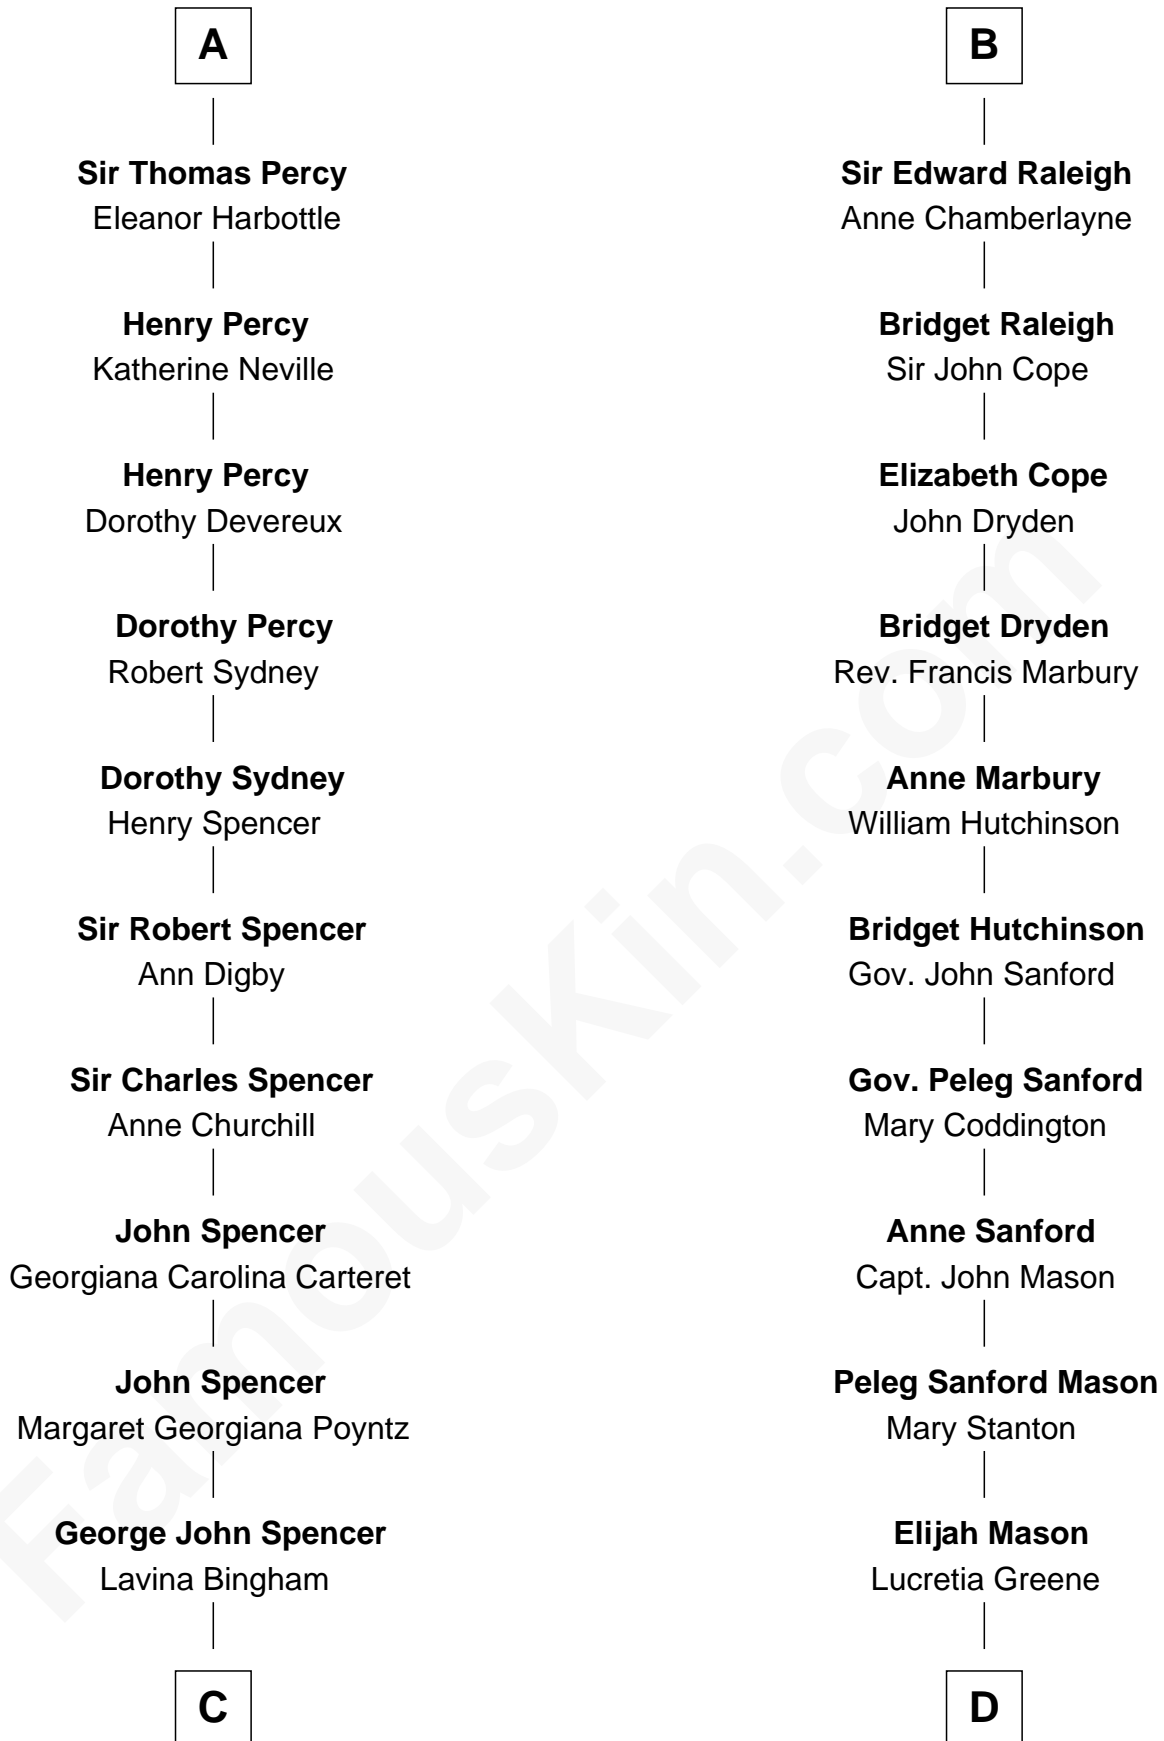 A
Sir Thomas Percy
Eleanor Harbottle
Henry Percy
Katherine Neville
Henry Percy
Dorothy Devereux
Dorothy Percy
Robert Sydney
Dorothy Sydney
Henry Spencer
Sir Robert Spencer
Ann Digby
Sir Charles Spencer
Anne Churchill
John Spencer
Georgiana Carolina Carteret
John Spencer
Margaret Georgiana Poyntz
George John Spencer
Lavina Bingham
C
B
Sir Edward Raleigh
Anne Chamberlayne
Bridget Raleigh
Sir John Cope
Elizabeth Cope
John Dryden
Bridget Dryden
Rev. Francis Marbury
Anne Marbury
William Hutchinson
Bridget Hutchinson
Gov. John Sanford
Gov. Peleg Sanford
Mary Coddington
Anne Sanford
Capt. John Mason
Peleg Sanford Mason
Mary Stanton
Elijah Mason
Lucretia Greene
D
FamousKin.com